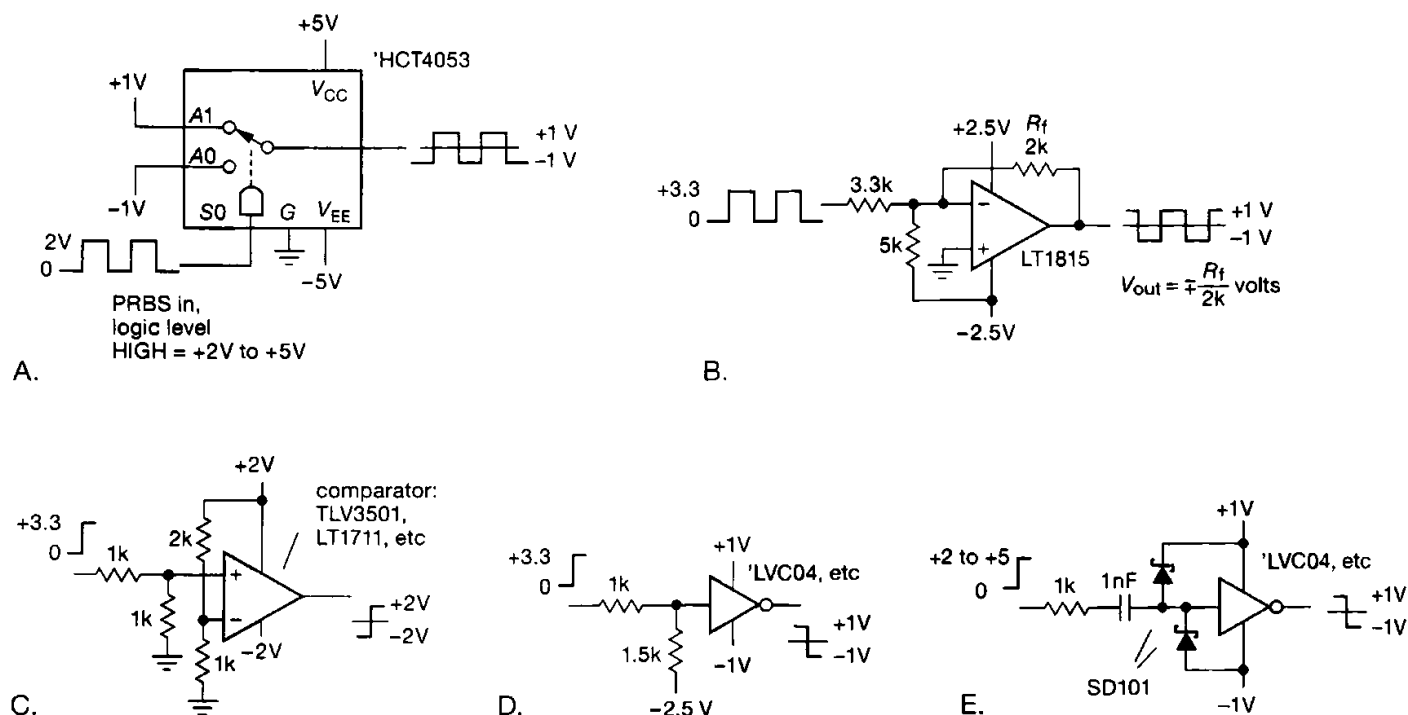 +5V
'HCT4053
VCC
+1V
A1
A0
+1 V
−1 V
−1V
S0 G VEE
2V
0
−5V
PRBS in,
logic level
HIGH = +2V to +5V
A.
+2.5V
Rf
2k
+3.3
0
3.3k
−
+
5k
LT1815
+1 V
−1 V
Vout = ∓ Rf/2k volts
−2.5V
B.
+2V
comparator:
TLV3501,
LT1711, etc
+3.3
0
2k
1k
+
−
1k
−2V
1k
+2V
−2V
C.
+3.3
0
+1V
'LVC04, etc
1k
1.5k
−1V
+1V
−1V
−2.5 V
D.
+1V
+2 to +5
0
'LVC04, etc
1k
1nF
+1V
−1V
SD101
−1V
E.